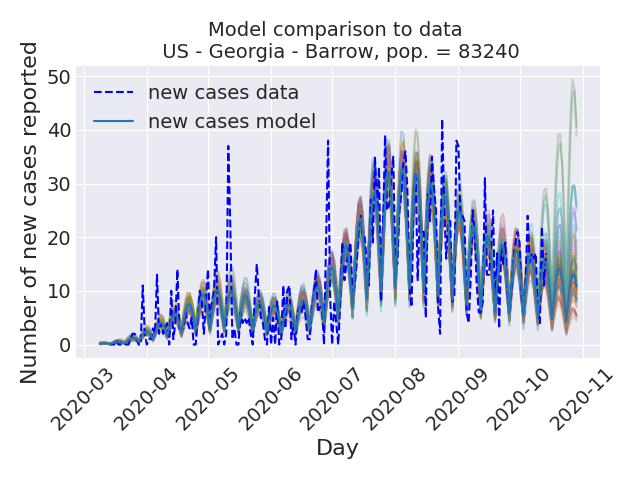 Model comparison to data
US - Georgia - Barrow, pop. = 83240
Number of new cases reported
50
40
30
20
10
0
new cases data
new cases model
2020-03
2020-04
2020-05
2020-06
2020-07
2020-08
2020-09
2020-10
2020-11
Day